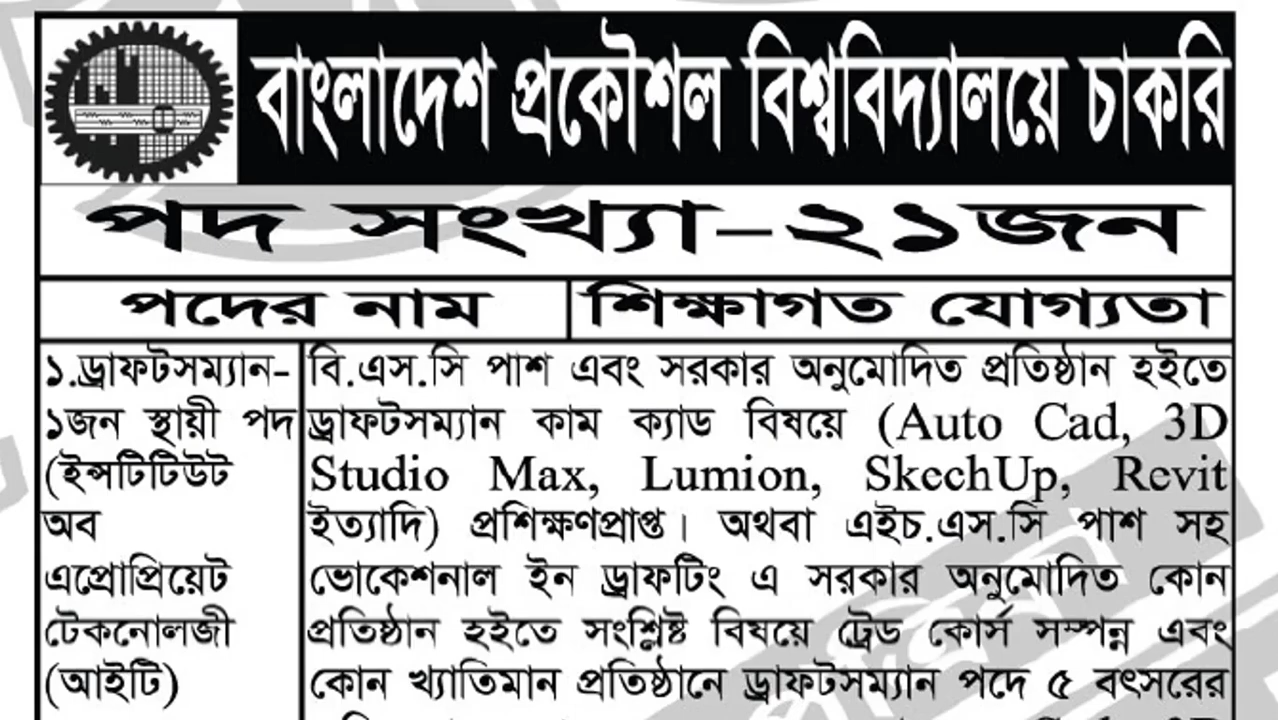 বাংলাদেশ প্রকৌশল বিশ্ববিদ্যালয়ে চাকরি
পদ সংখ্যা-২১জন
পদের নাম
শিক্ষাগত যোগ্যতা
১.ড্রাফটসম্যান-
১জন স্থায়ী পদ
(ইন্সটিটিউট
অব
এপ্রোপ্রিয়েট
টেকনোলজী
(আইটি)
বি.এস.সি পাশ এবং সরকার অনুমোদিত প্রতিষ্ঠান হইতে
ড্রাফটসম্যান কাম ক্যাড বিষয়ে (Auto Cad, 3D
Studio Max, Lumion, SkechUp, Revit
ইত্যাদি) প্রশিক্ষণপ্রাপ্ত। অথবা এইচ.এস.সি পাশ সহ
ভোকেশনাল ইন ড্রাফটিং এ সরকার অনুমোদিত কোন
প্রতিষ্ঠান হইতে সংশ্লিষ্ট বিষয়ে ট্রেড কোর্স সম্পন্ন এবং
কোন খ্যাতিমান প্রতিষ্ঠানে ড্রাফটসম্যান পদে ৫ বৎসরের